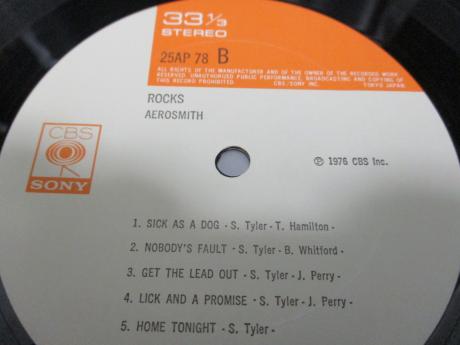 33 1/3
STEREO
25AP 78 B
ALL RIGHTS OF THE MANUFACTURER AND OF THE OWNER OF THE RECORDED WORK
RESERVED. UNAUTHORIZED PUBLIC PERFORMANCE, BROADCASTING AND COPYING OF
THIS RECORD PROHIBITED. CBS/SONY INC. TOKYO JAPAN.
ROCKS
AEROSMITH
CBS
SONY
℗ 1976 CBS Inc.
1. SICK AS A DOG - S. Tyler - T. Hamilton -
2. NOBODY'S FAULT - S. Tyler - B. Whitford -
3. GET THE LEAD OUT - S. Tyler - J. Perry -
4. LICK AND A PROMISE - S. Tyler - J. Perry -
5. HOME TONIGHT - S. Tyler -